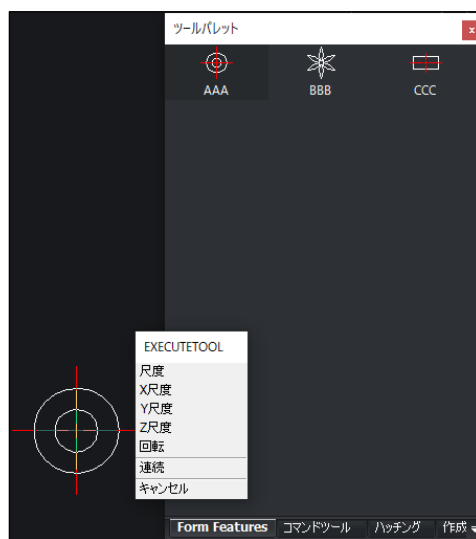 ツールパレット
x
AAA
BBB
CCC
EXECUTETOOL
尺度
X尺度
Y尺度
Z尺度
回転
連続
キャンセル
Form Features コマンドツール ハッチング 作成